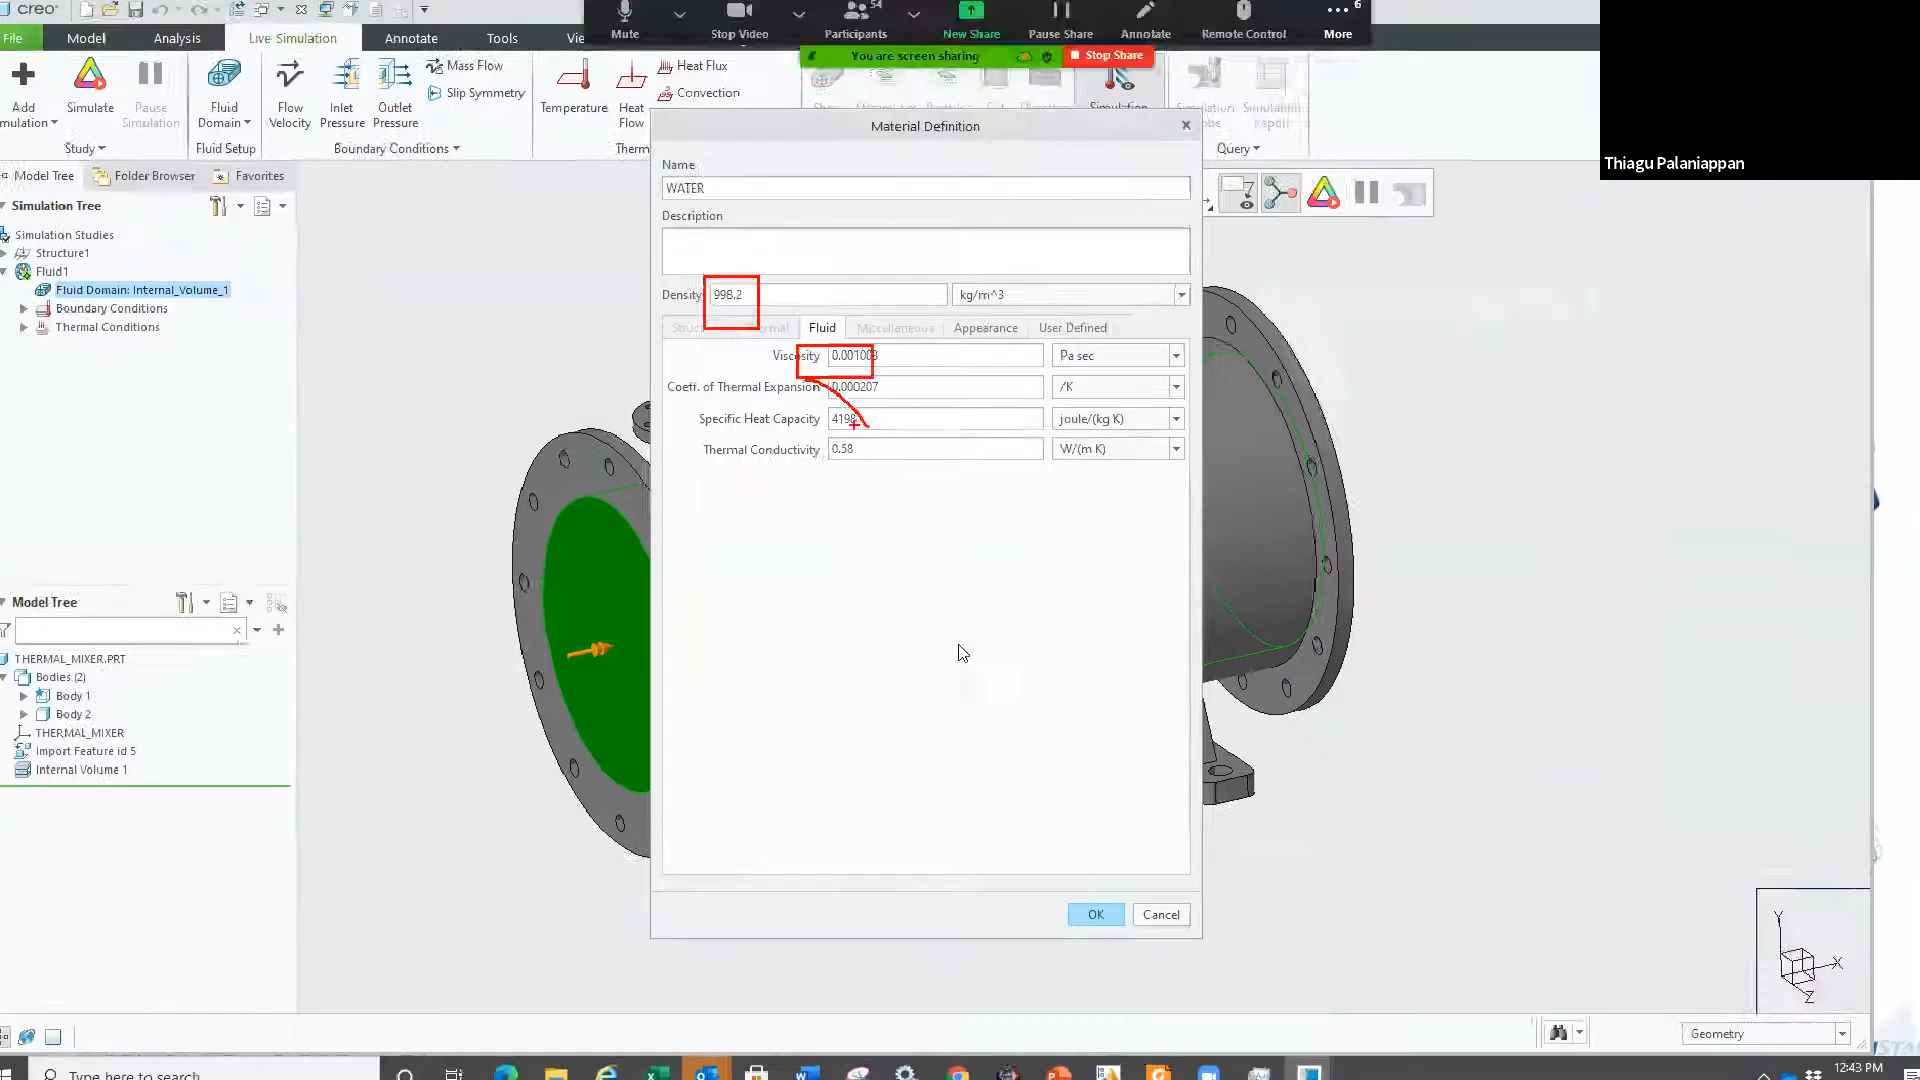 creo
Mute
Stop Video
54
Participants
New Share
Pause Share
Annotate
Remote Control
6
More
You are screen sharing
Stop Share
File
Model
Analysis
Live Simulation
Annotate
Tools
Vie
Add
mulation
Simulate
Pause
Simulation
Fluid
Domain
Flow
Velocity
Inlet
Pressure
Outlet
Pressure
Mass Flow
Slip Symmetry
Temperature
Heat
Flow
Heat Flux
Convection
Simulation
Study
Fluid Setup
Boundary Conditions
Therm
Query
Thiagu Palaniappan
Model Tree
Folder Browser
Favorites
Simulation Tree
Simulation Studies
Structure1
Fluid1
Fluid Domain: Internal_Volume_1
Boundary Conditions
Thermal Conditions
Model Tree
THERMAL_MIXER.PRT
Bodies (2)
Body 1
Body 2
THERMAL_MIXER
Import Feature id 5
Internal Volume 1
Material Definition
Name
WATER
Description
Density
998.2
kg/m^3
Fluid
Miscellaneous
Appearance
User Defined
Viscosity
0.001003
Pa sec
Coeff. of Thermal Expansion
0.000207
/K
Specific Heat Capacity
4198
joule/(kg K)
Thermal Conductivity
0.58
W/(m K)
OK
Cancel
Y
X
Z
Geometry
Type here to search
12:43 PM